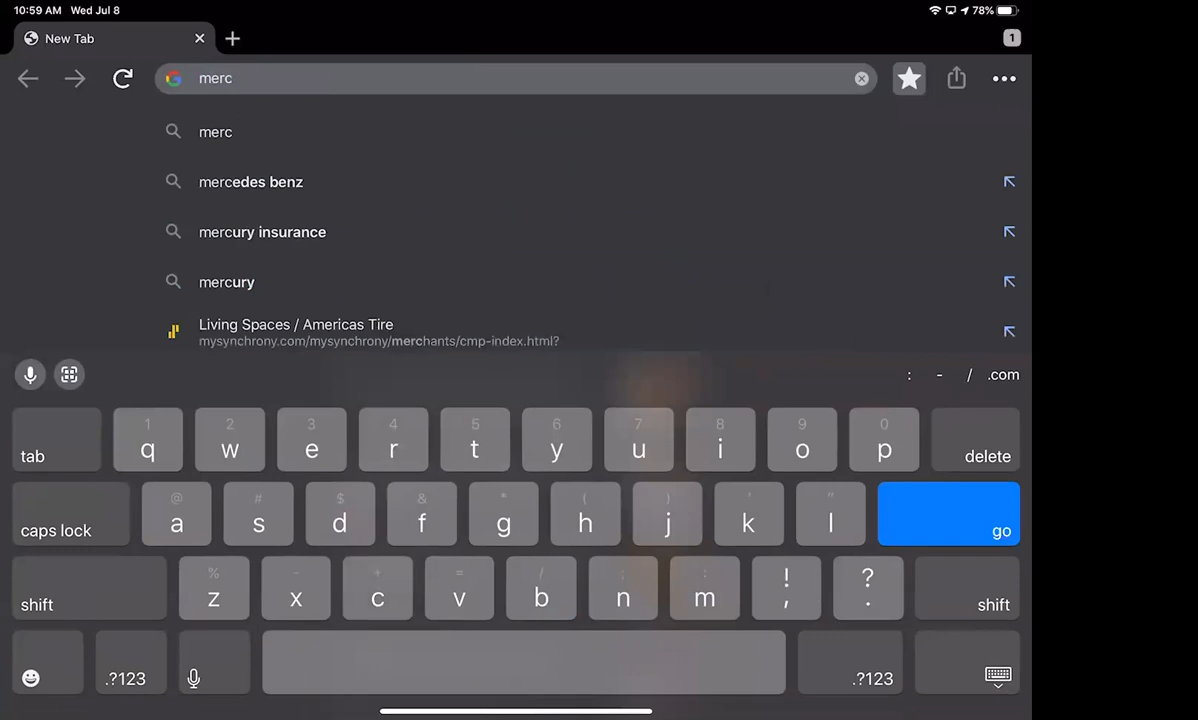 10:59 AM Wed Jul 8 78%
New Tab 1
merc
merc
mercedes benz
mercury insurance
mercury
Living Spaces / Americas Tire
mysynchrony.com/mysynchrony/merchants/cmp-index.html?
: - / .com
1 2 3 4 5 6 7 8 9 0
tab q w e r t y u i o p delete
@ # $ & * ( ) ' "
caps lock a s d f g h j k l go
% - + = / ; : ! ?
shift z x c v b n m , . shift
.?123 .?123